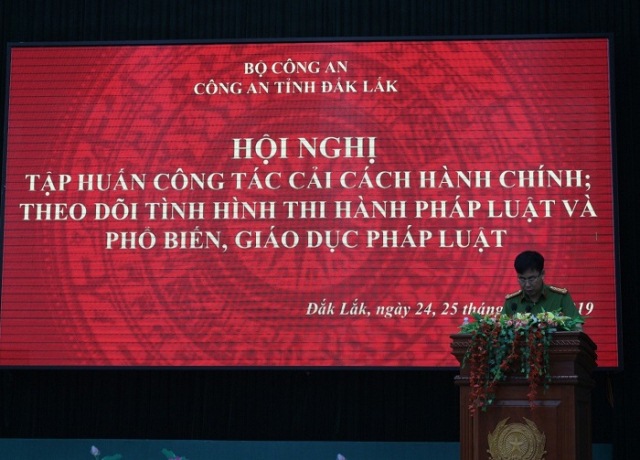 BỘ CÔNG AN
CÔNG AN TỈNH ĐẮK LẮK
HỘI NGHỊ
TẬP HUẤN CÔNG TÁC CẢI CÁCH HÀNH CHÍNH;
THEO DÕI TÌNH HÌNH THI HÀNH PHÁP LUẬT VÀ
PHỔ BIẾN, GIÁO DỤC PHÁP LUẬT
Đắk Lắk, ngày 24, 25 tháng 19